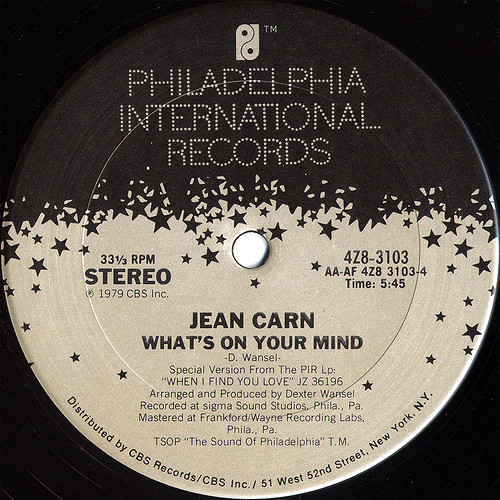 TM
PHILADELPHIA
INTERNATIONAL
RECORDS
33⅓ RPM
STEREO
℗ 1979 CBS Inc.
4Z8-3103
AA-AF 4Z8 3103-4
Time: 5:45
JEAN CARN
WHAT'S ON YOUR MIND
-D. Wansel-
Special Version From The PIR Lp:
"WHEN I FIND YOU LOVE" JZ 36196
Arranged and Produced by Dexter Wansel
Recorded at sigma Sound Studios, Phila., Pa.
Mastered at Frankford/Wayne Recording Labs,
Phila., Pa.
TSOP "The Sound Of Philadelphia" T.M.
Distributed by CBS Records/CBS Inc./ 51 West 52nd Street, New York, N.Y.